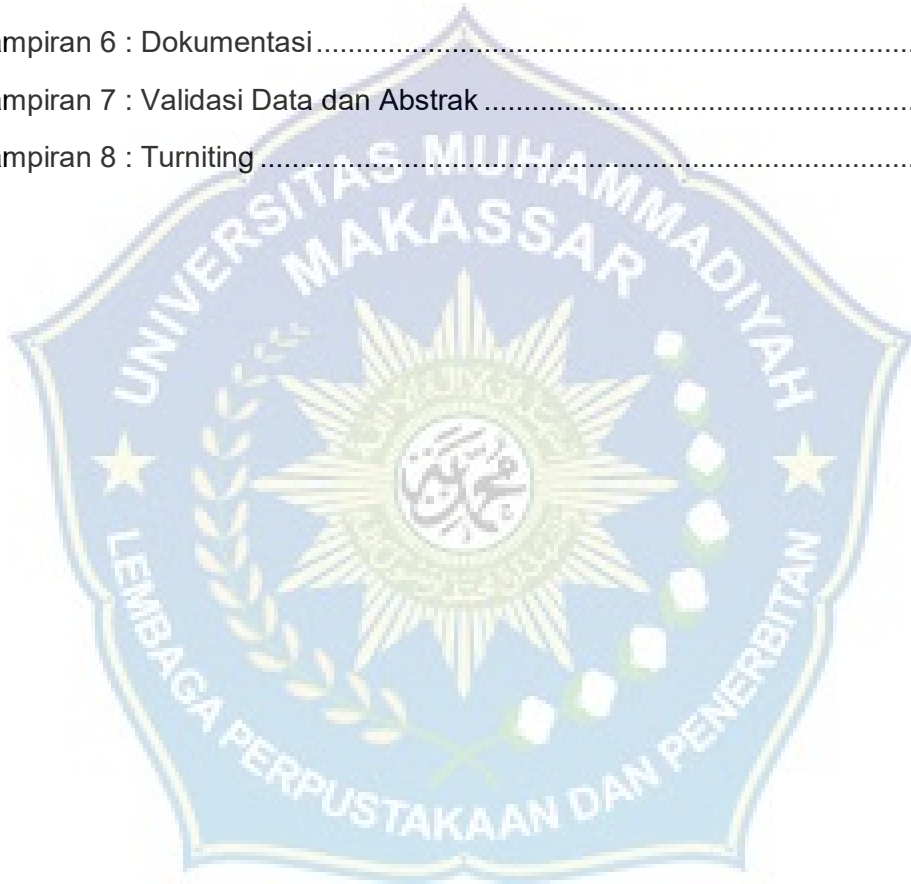 ampiran 6 : Dokumentasi
ampiran 7 : Validasi Data dan Abstrak
ampiran 8 : Turniting
UNIVERSITAS MUHAMMADIYAH
MAKASSAR
LEMBAGA PERPUSTAKAAN DAN PENERBITAN